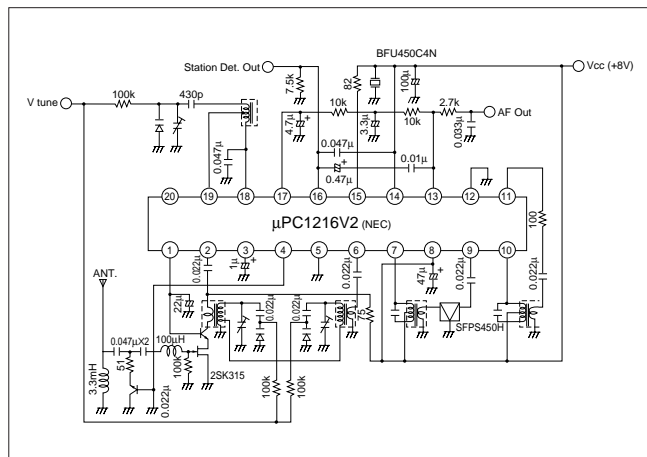 BFU450C4N
Station Det. Out
Vcc (+8V)
V tune
100k
430p
7.5k
82
100µ
2.7k
AF Out
10k
4.7µ
+
3.3µ
10k
0.033µ
0.047µ
0.047µ
+
0.47µ
0.01µ
20
19
18
17
16
15
14
13
12
11
µPC1216V2 (NEC)
1
2
3
4
5
6
7
8
9
10
100
ANT.
0.022µ
1µ
+
0.022µ
47µ
+
0.022µ
0.022µ
22µ
0.022µ
0.022µ
75
SFPS450H
0.047µX2
100µH
3.3mH
51
100k
2SK315
0.022µ
100k
100k